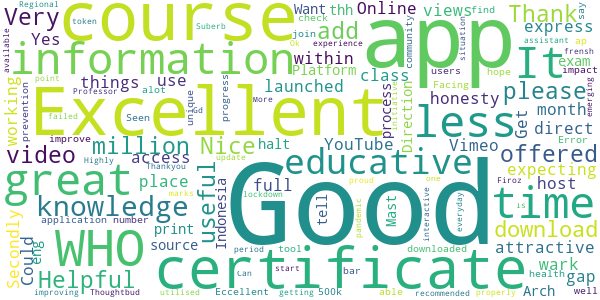 Regional
token
Suberb
Very
course
Yes
available
information
things
use
alot
Seen
prevention
Professor
unique
Gd
Want
thh
Online
check
add
join
Ok
experience
within
Platform
class
launched
process
views
community
find
users
Facing
honesty
direct
Direction
app
It
Thank
express
say
situation
assistant
ap
exam
frensh
hope
impact
emerging
please
month
Get
less
working
point
failed
improve
Excellent
million
Nice
halt
progress
More
initiative
YouTube
Vimeo
offered
Error
expecting
video
access
Highly
Thankyou
educative
great
place
marks
update
useful
Indonesia
full
lockdown
proud
pandemic
tell
Mast
one
interactive
everyday
time
is
Firoz
host
download
attractive
knowledge
application
number
print
source
Good
Secondly
Could
eng
WHO
certificate
wark
gap
health
Helpful
improving
Thoughtbud
utilised
Eccellent
period
Can
tool
start
getting
bar
500k
downloaded
able
recommended
properly
Arch
well